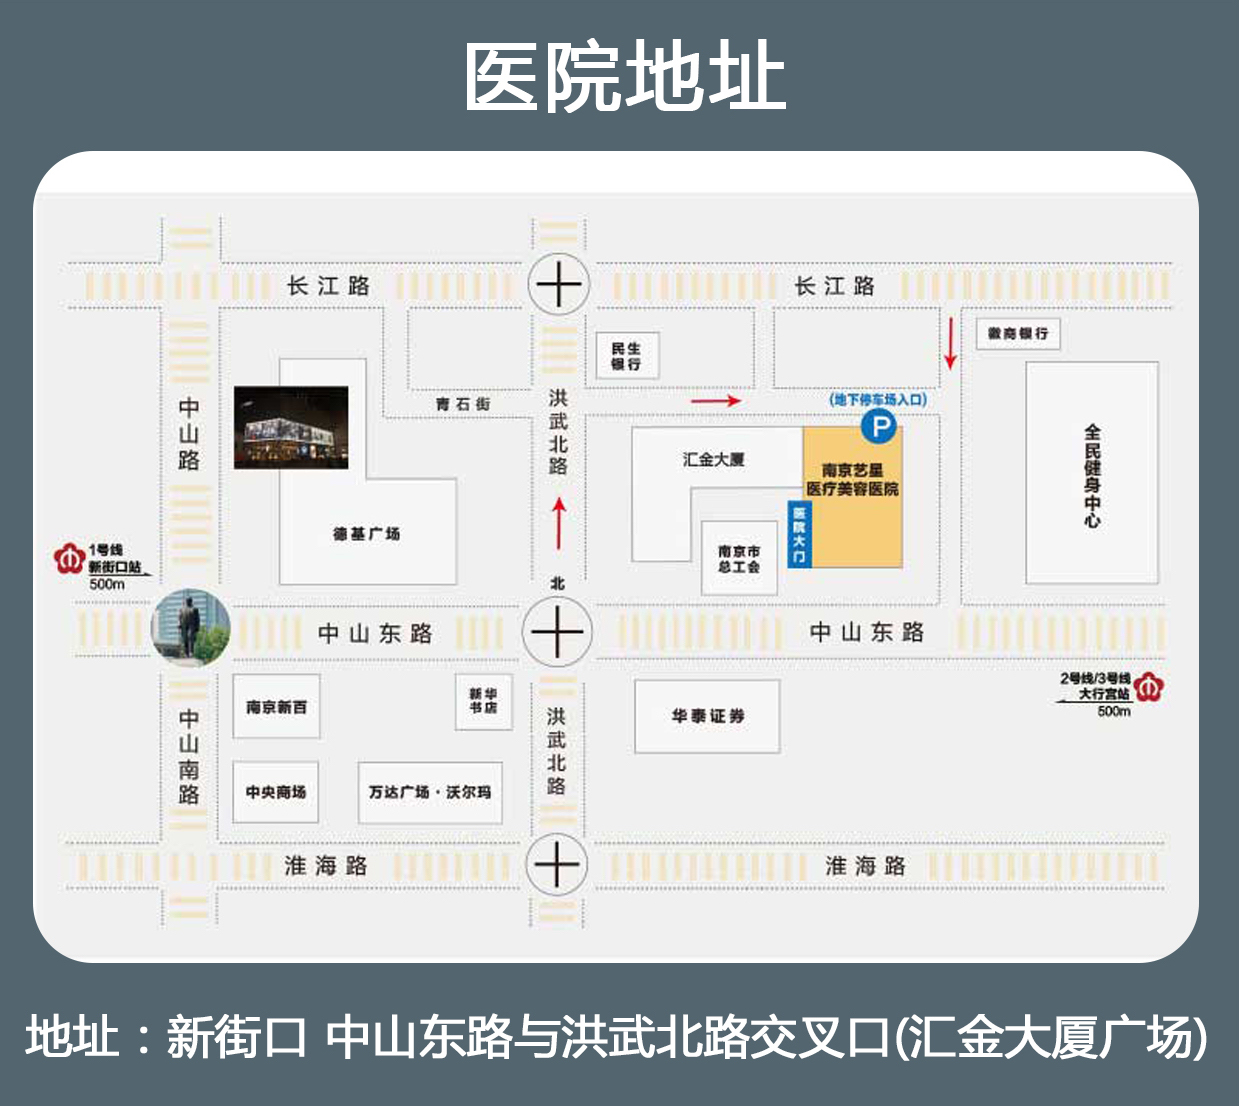 医院地址
长江路
长江路
民生
银行
徽商银行
中山路
青石街
洪武北路
(地下停车场入口)
P
汇金大厦
南京艺星
医疗美容医院
全民健身中心
德基广场
医院大门
南京市
总工会
1号线
新街口站
500m
北
中山东路
中山东路
2号线/3号线
大行宫站
500m
南京新百
新华
书店
中山南路
洪武北路
华泰证券
中央商场
万达广场·沃尔玛
淮海路
淮海路
地址：新街口 中山东路与洪武北路交叉口(汇金大厦广场)